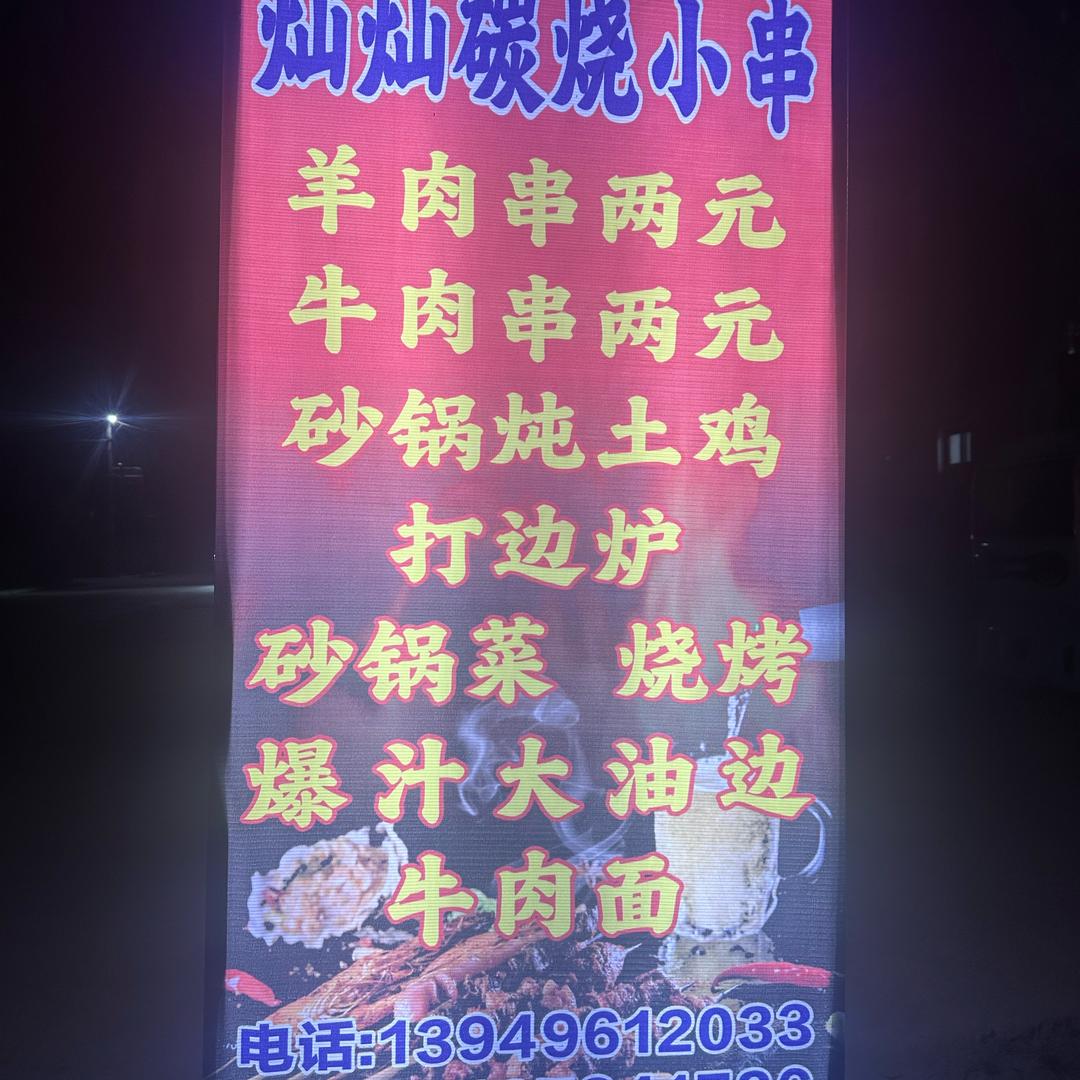 灿灿碳烧小串
羊肉串两元
牛肉串两元
砂锅炖土鸡
打边炉
砂锅菜 烧烤
爆汁大油边
牛肉面
电话:13949612033